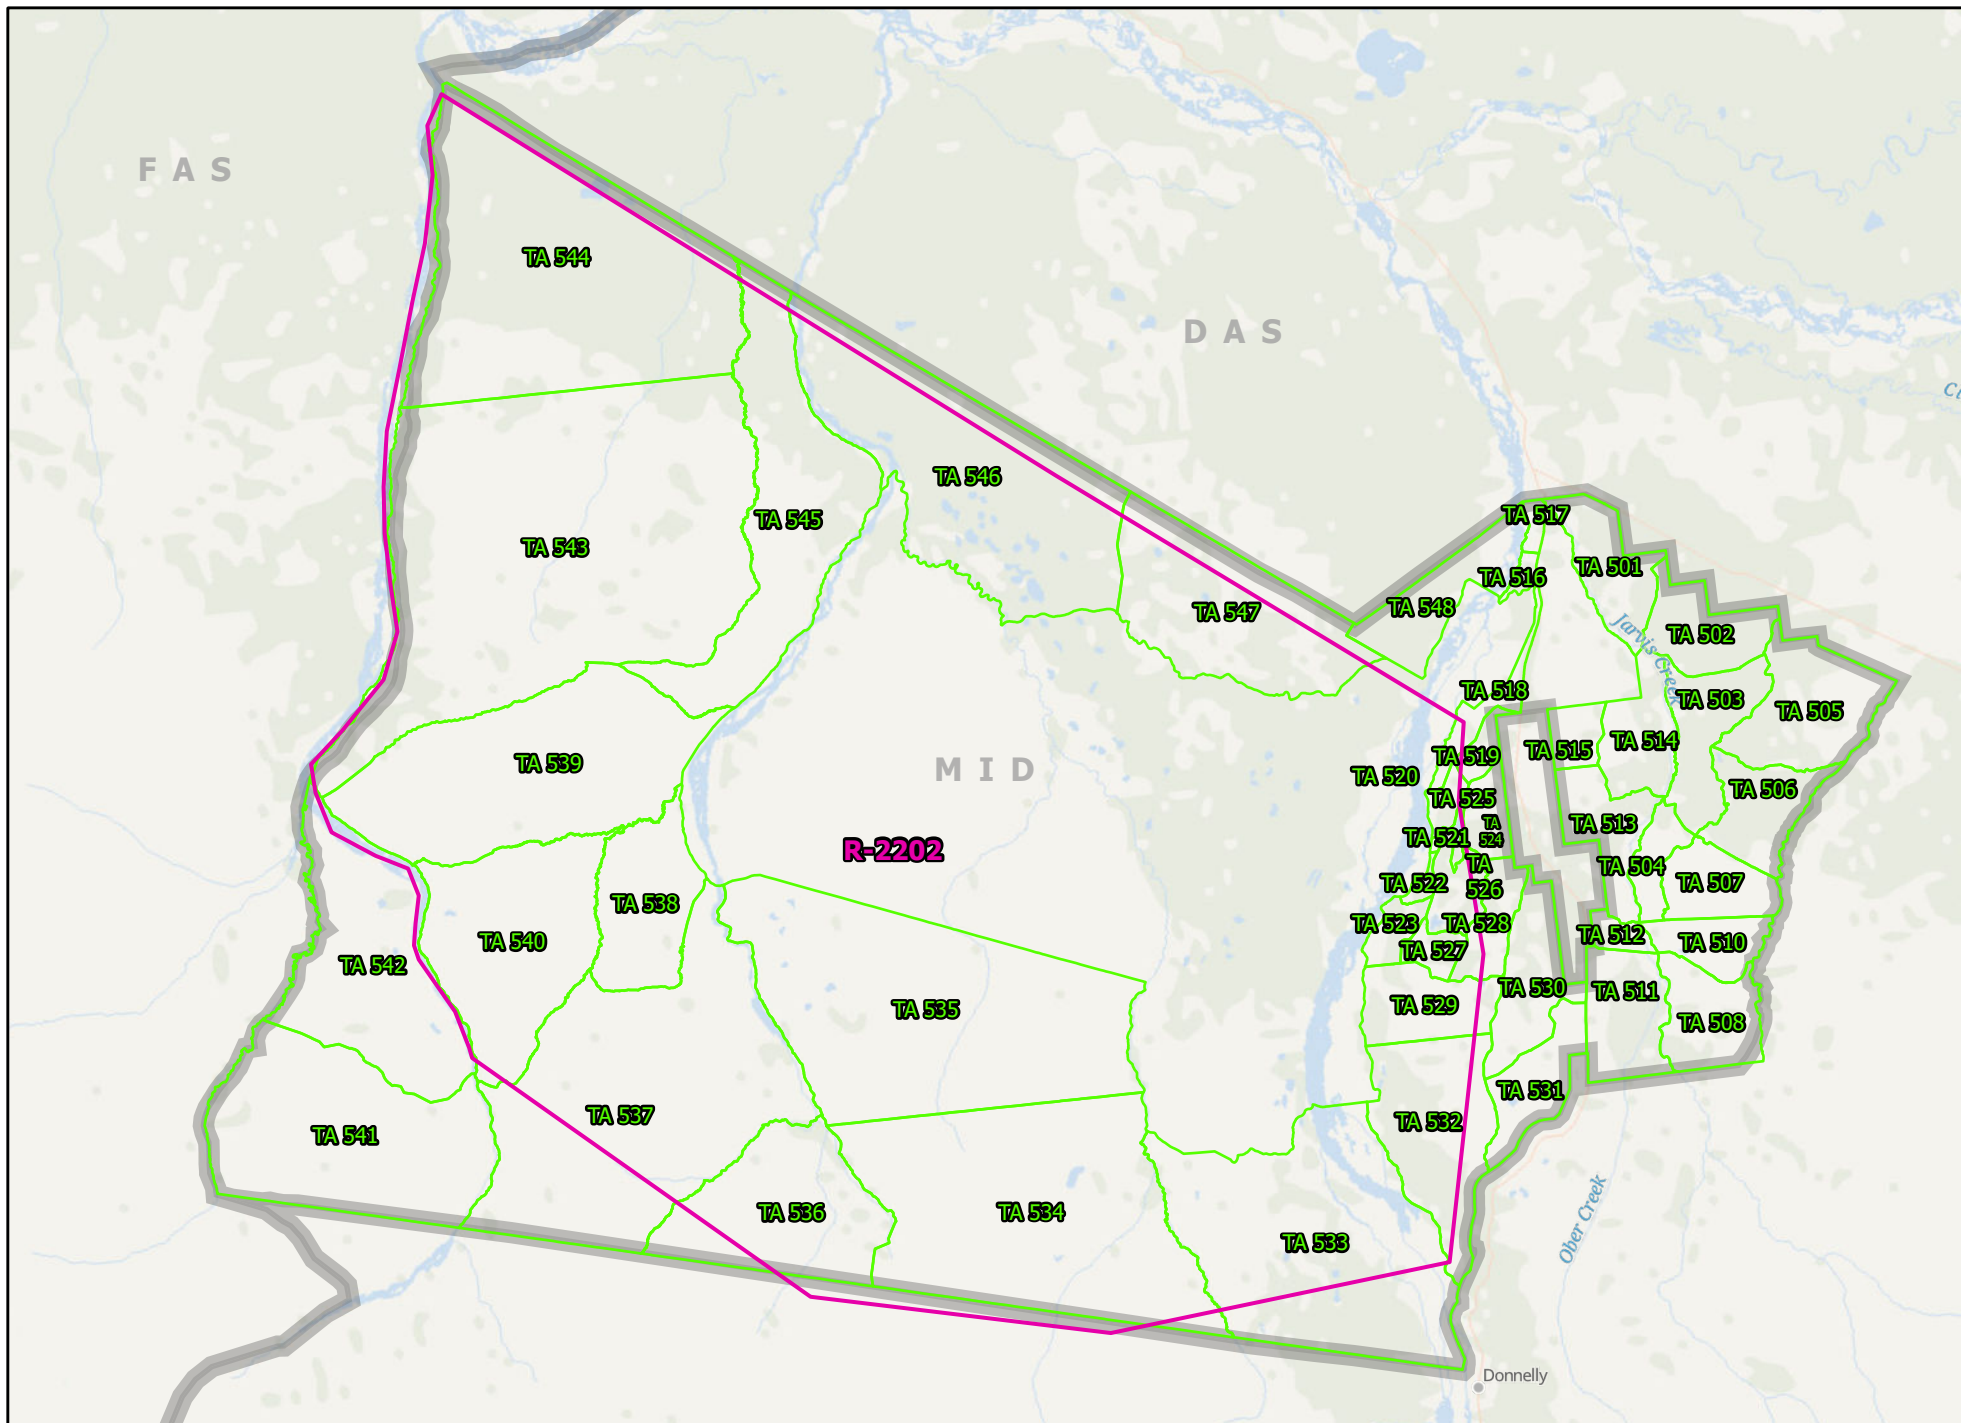 FAS
TA 544
DAS
C
TA 546
TA 543
TA 545
TA 517
TA 501
TA 516
TA 548
TA 547
Jarvis Creek
TA 502
TA 518
TA 503
TA 505
TA 514
TA 515
TA 519
TA 539
MID
TA 520
TA 506
TA 525
TA
524
TA 513
TA 521
R-2202
TA
526
TA 504
TA 522
TA 507
TA 538
TA 523
TA 528
TA 512
TA 540
TA 510
TA 527
TA 542
TA 530
TA 511
TA 529
TA 535
TA 508
TA 531
TA 537
TA 532
TA 541
TA 536
TA 534
Ober Creek
TA 533
Donnelly